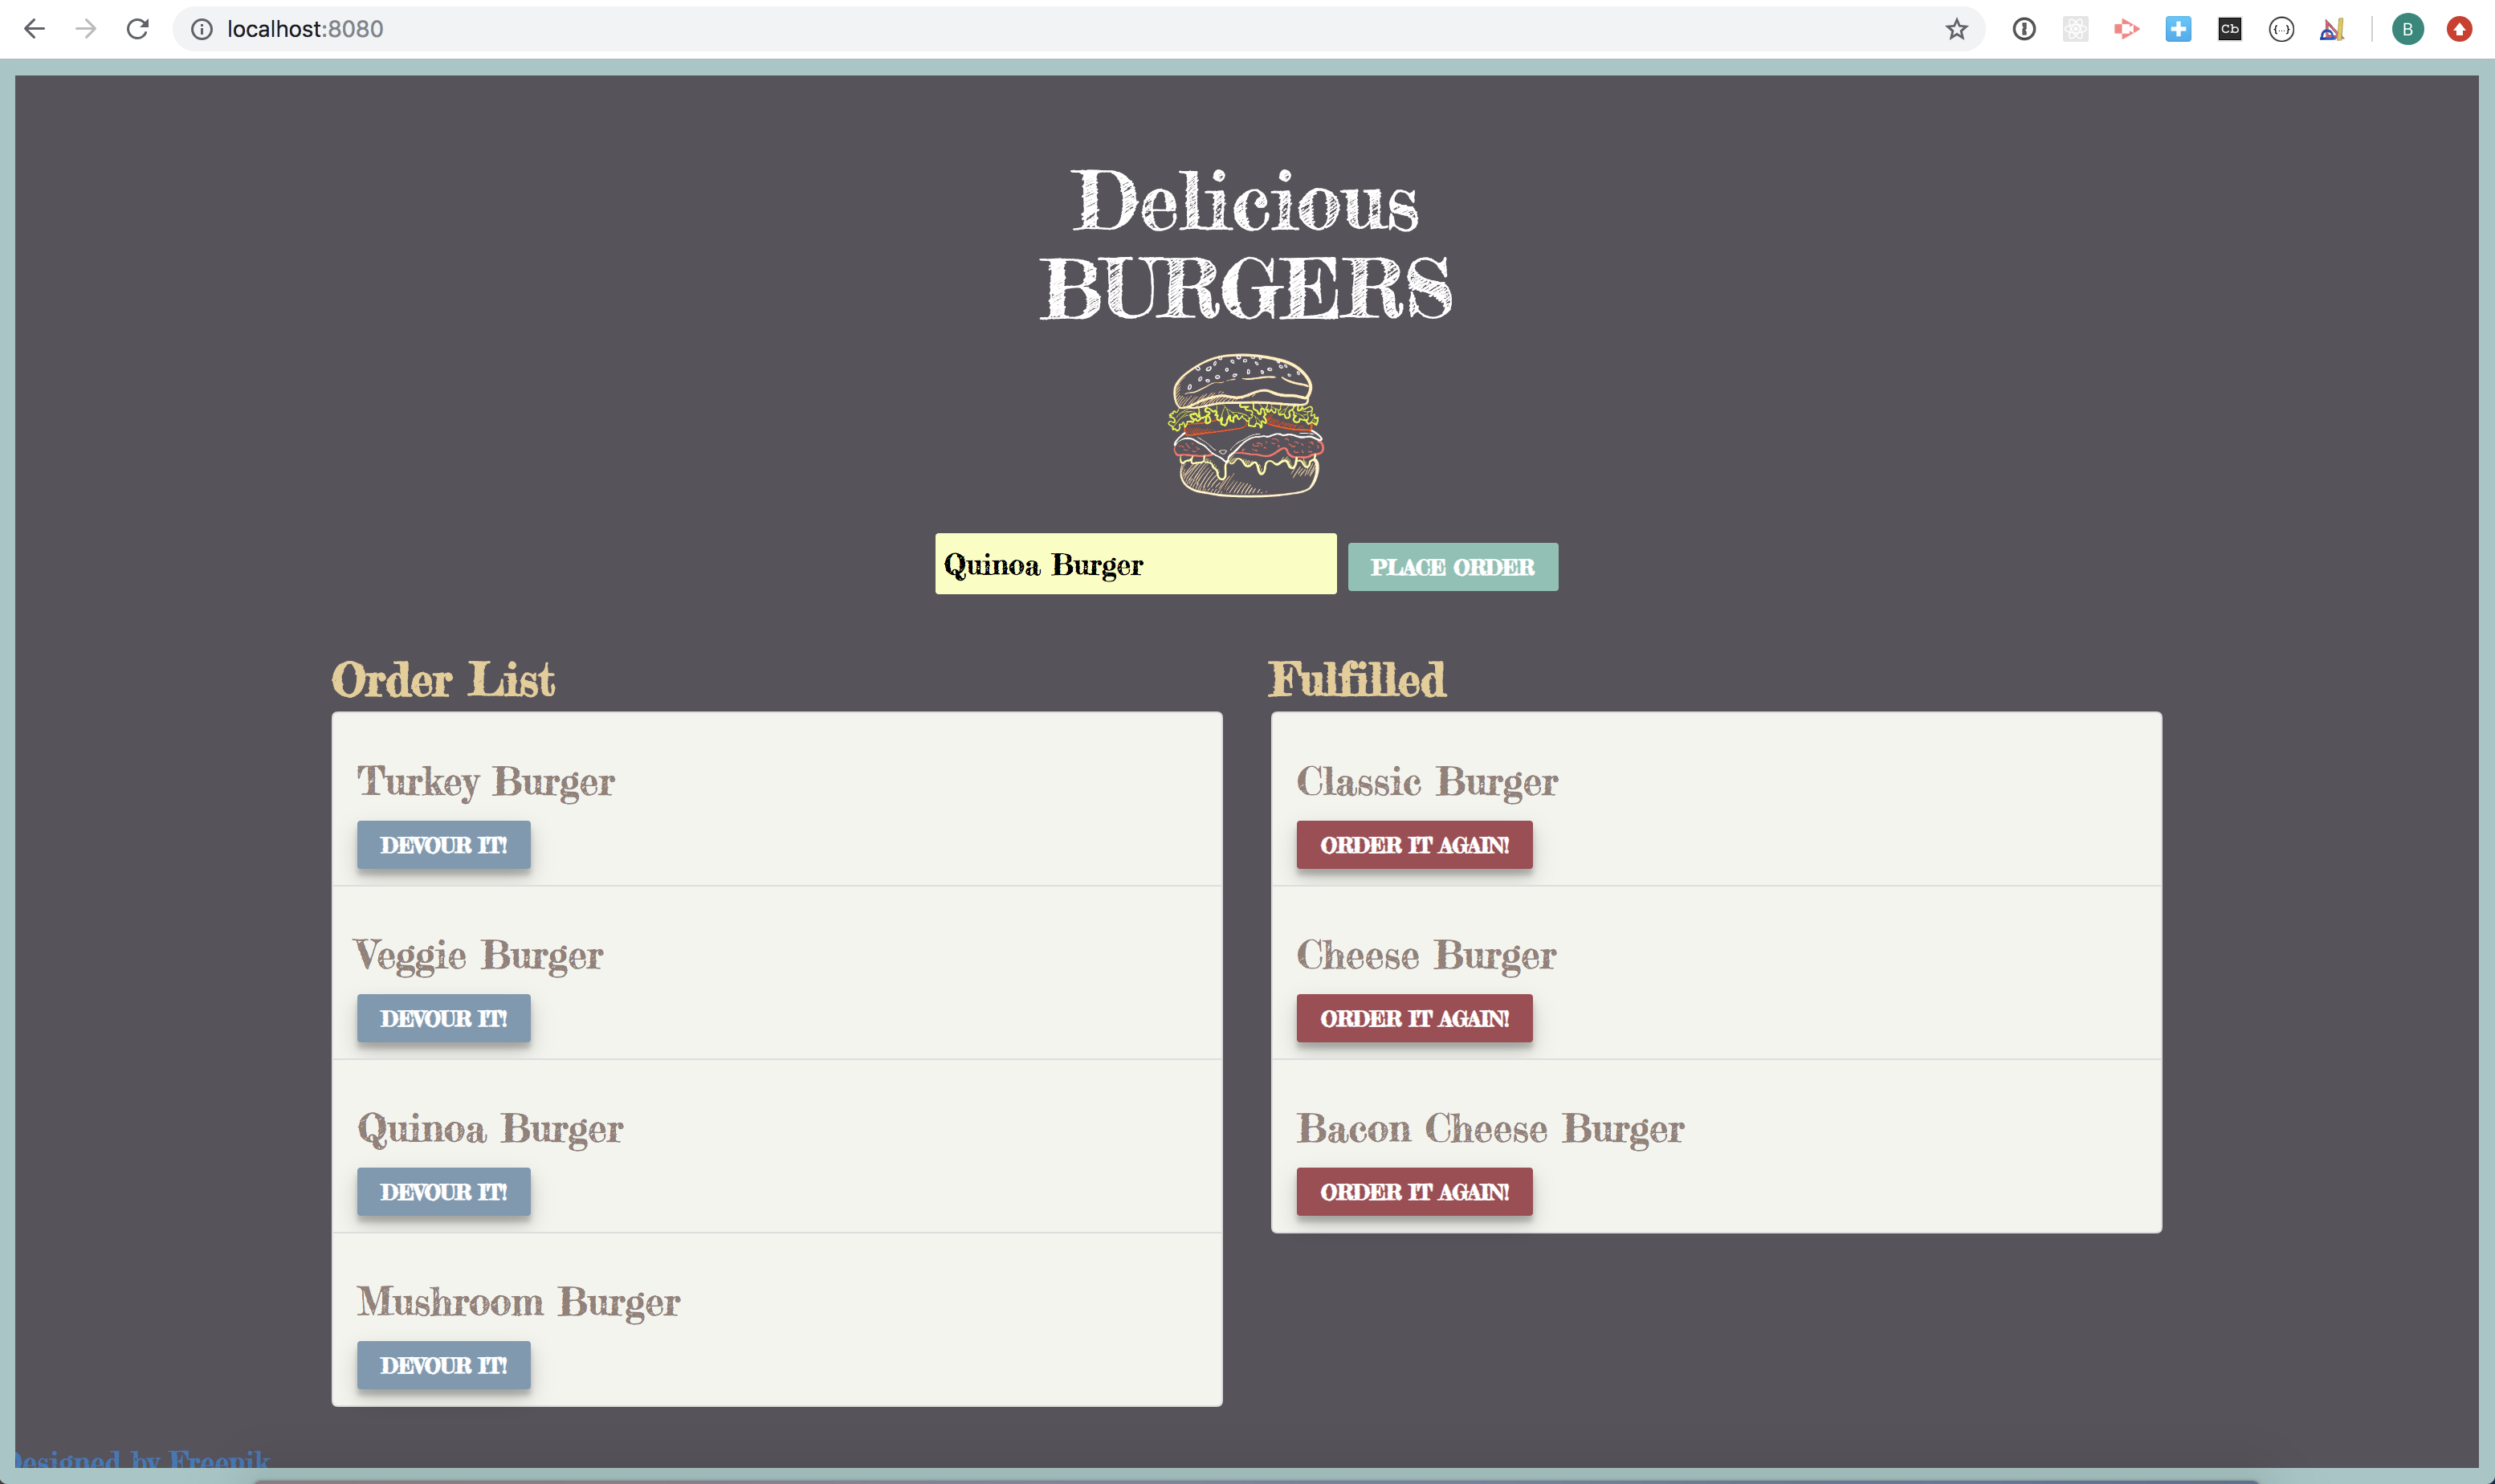 localhost:8080
Cb
{...}
B
Delicious
BURGERS
Quinoa Burger
PLACE ORDER
Order List
Turkey Burger
DEVOUR IT!
Veggie Burger
DEVOUR IT!
Quinoa Burger
DEVOUR IT!
Mushroom Burger
DEVOUR IT!
Fulfilled
Classic Burger
ORDER IT AGAIN!
Cheese Burger
ORDER IT AGAIN!
Bacon Cheese Burger
ORDER IT AGAIN!
Designed by Freepik